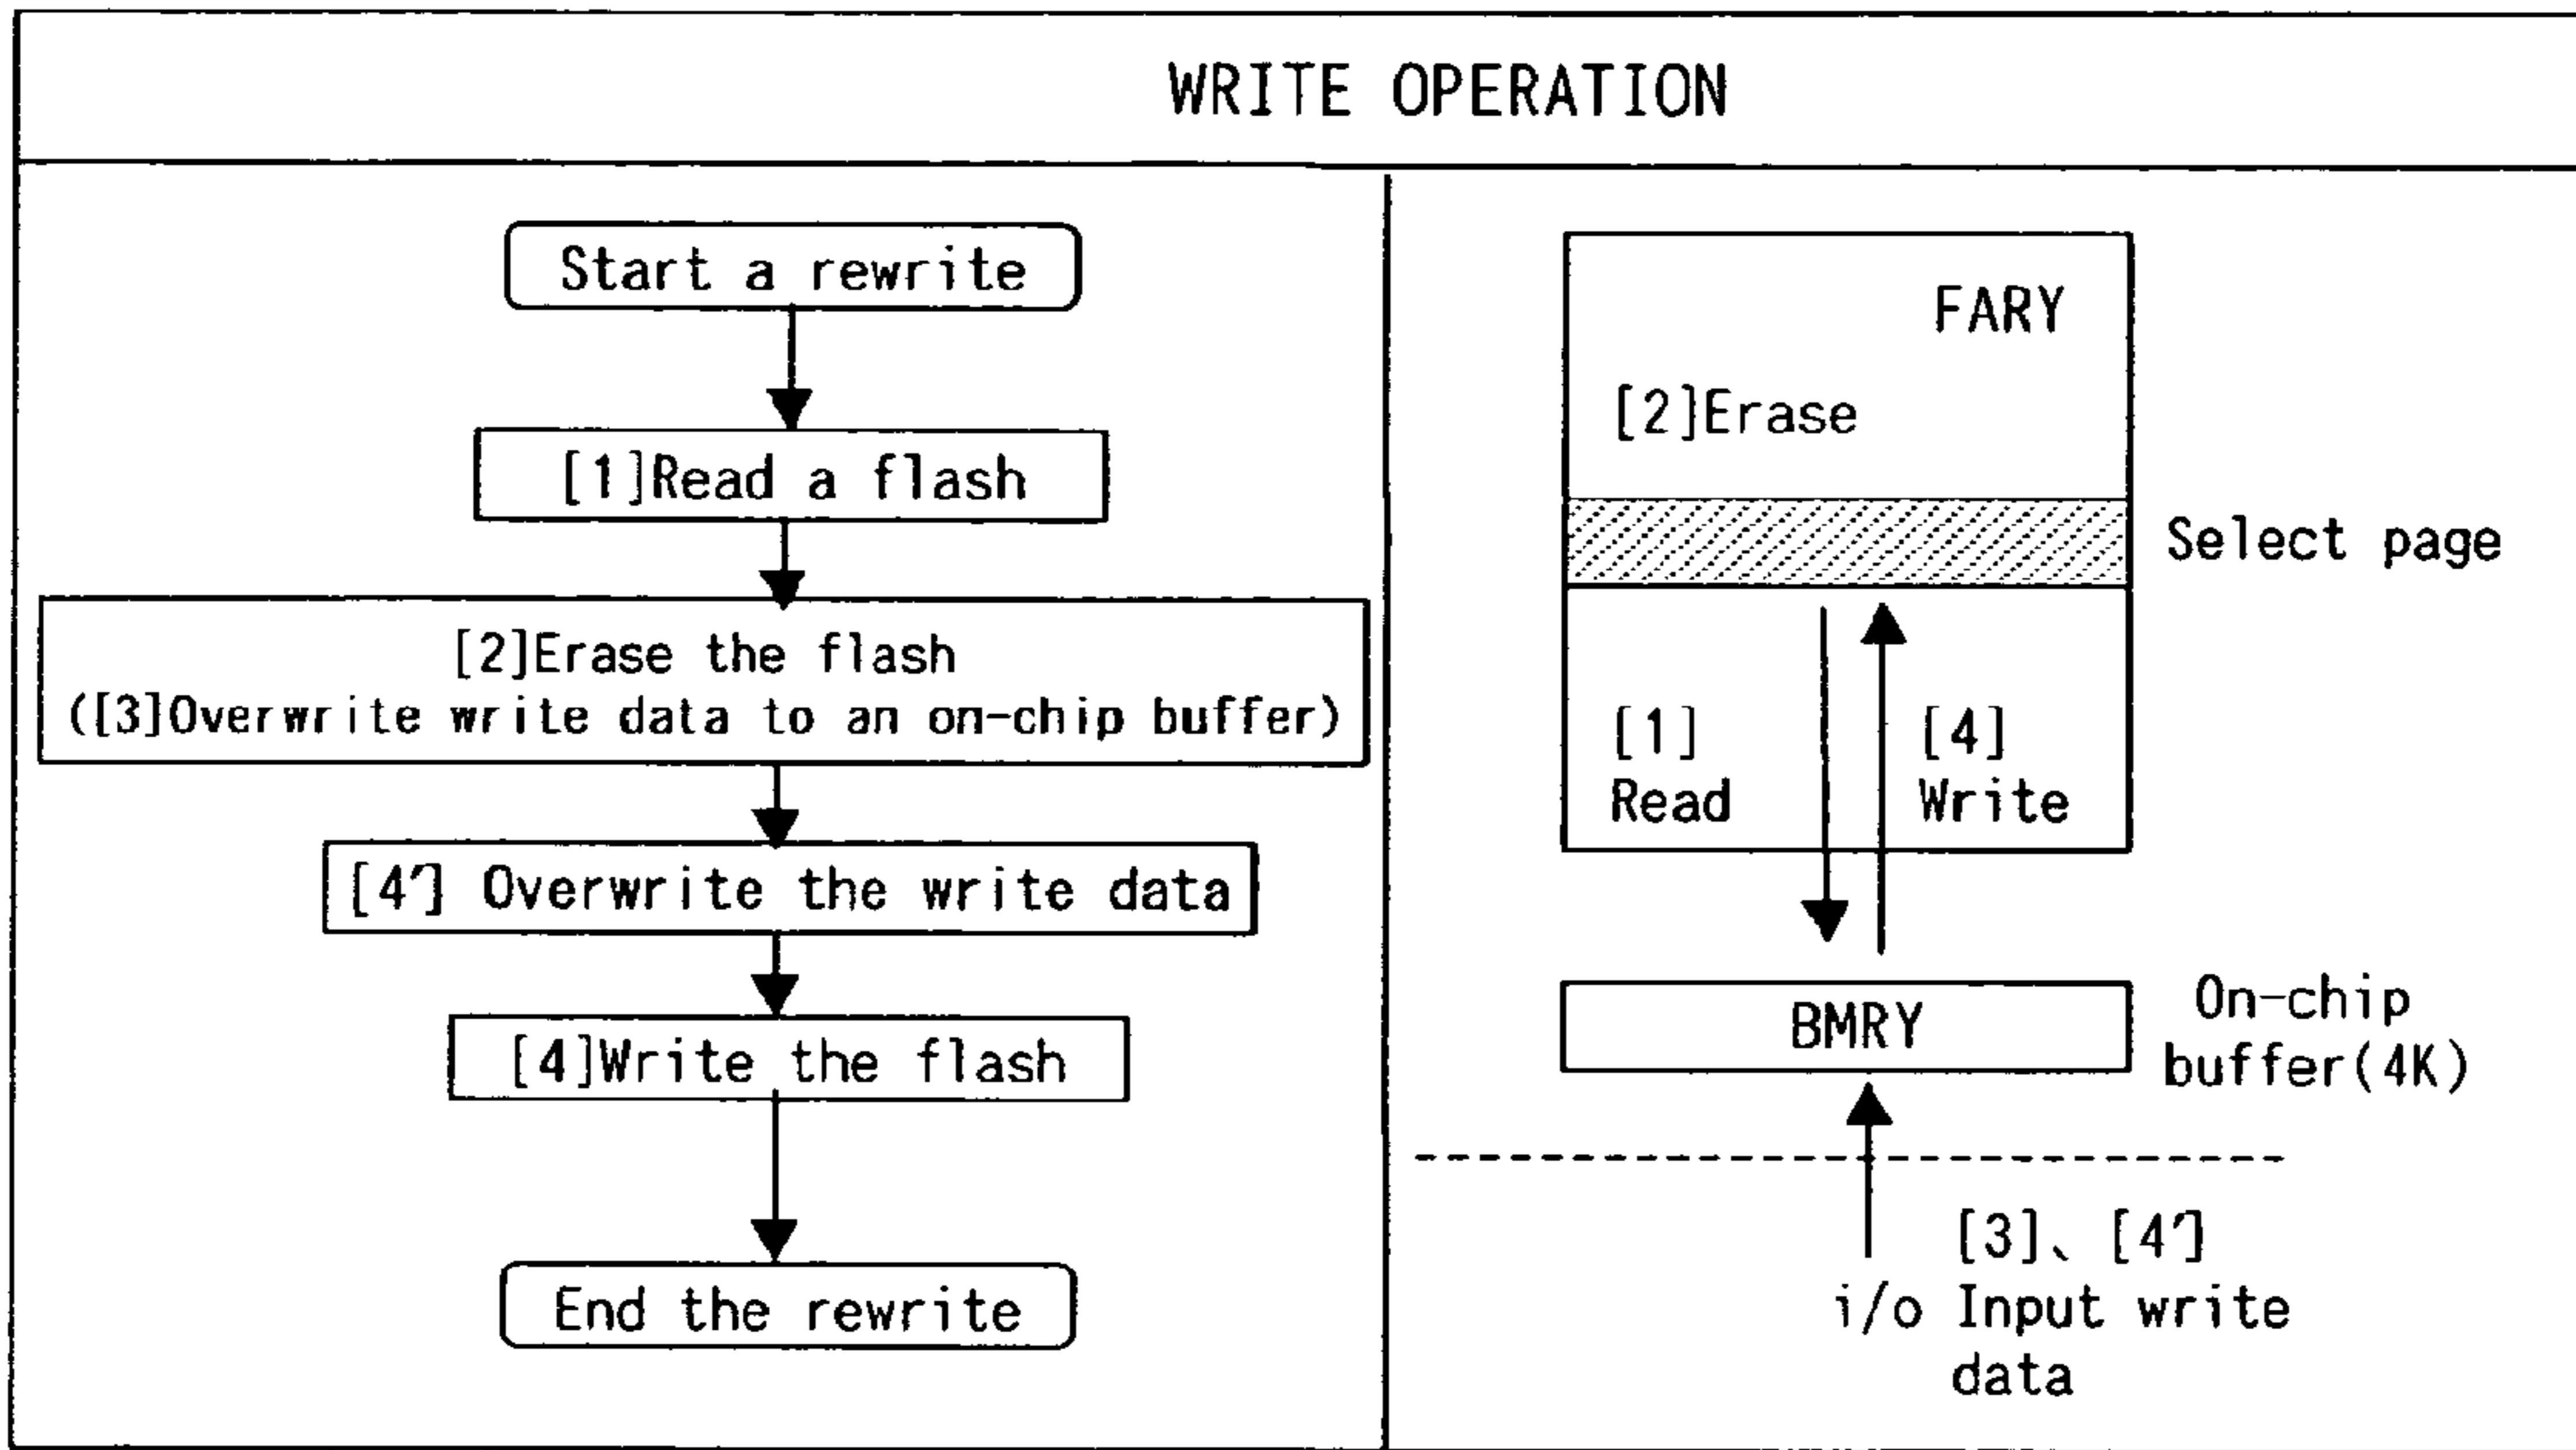 WRITE OPERATION
Start a rewrite
[1]Read a flash
[2]Erase the flash
([3]Overwrite write data to an on-chip buffer)
[4'] Overwrite the write data
[4]Write the flash
End the rewrite
FARY
[2]Erase
Select page
[1]
Read
[4]
Write
BMRY
On-chip
buffer(4K)
[3]、[4']
i/o Input write
data